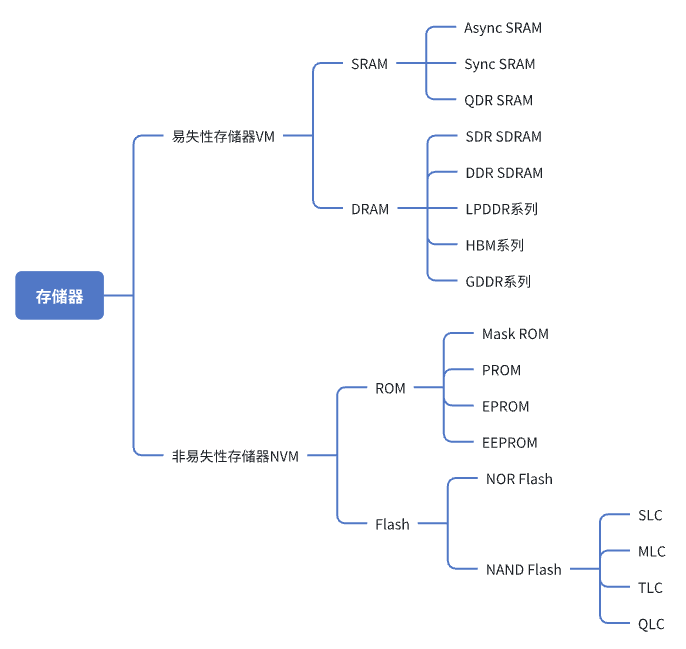 存储器
易失性存储器VM
SRAM
Async SRAM
Sync SRAM
QDR SRAM
DRAM
SDR SDRAM
DDR SDRAM
LPDDR系列
HBM系列
GDDR系列
非易失性存储器NVM
ROM
Mask ROM
PROM
EPROM
EEPROM
Flash
NOR Flash
NAND Flash
SLC
MLC
TLC
QLC